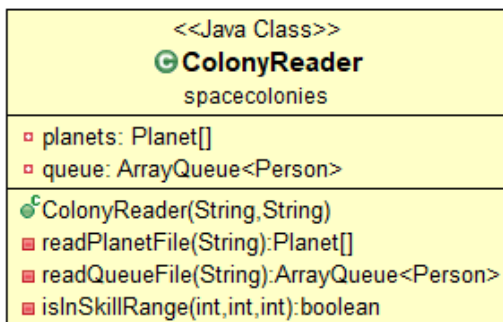 <<Java Class>>
C ColonyReader
spacecolonies
planets: Planet[]
queue: ArrayQueue<Person>
C ColonyReader(String,String)
readPlanetFile(String):Planet[]
readQueueFile(String):ArrayQueue<Person>
isInSkillRange(int,int,int):boolean